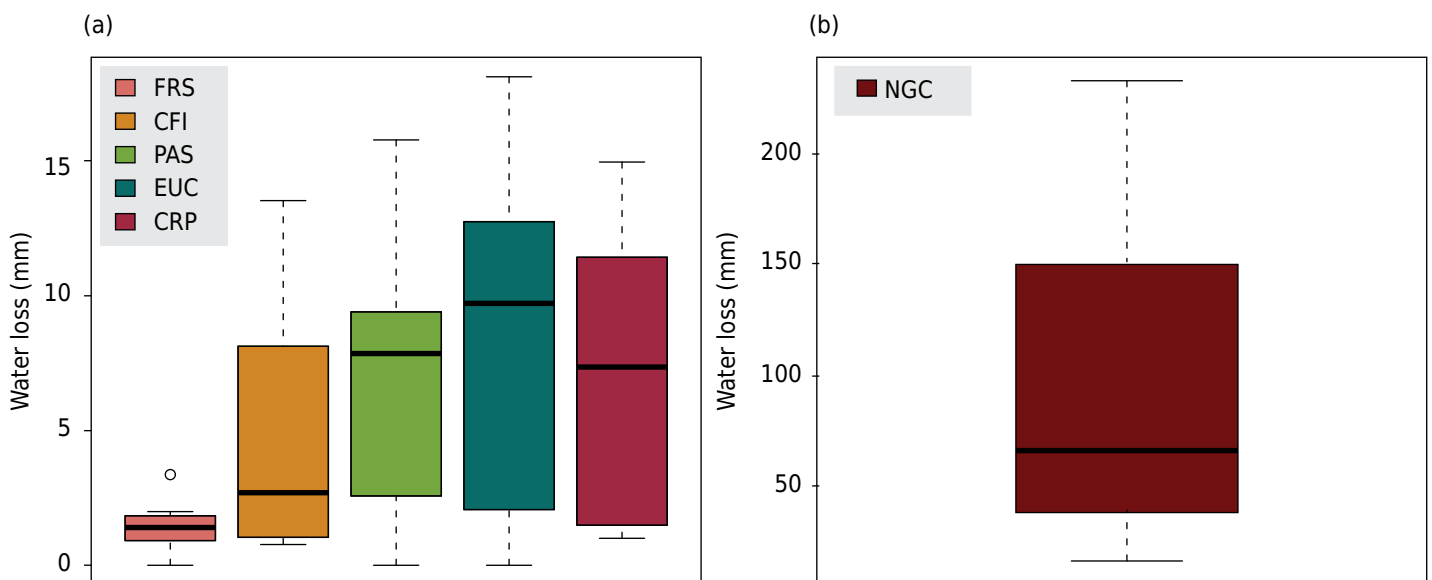 (a)
FRS
CFI
PAS
EUC
CRP
15
10
5
0
Water loss (mm)
(b)
NGC
200
150
100
50
Water loss (mm)